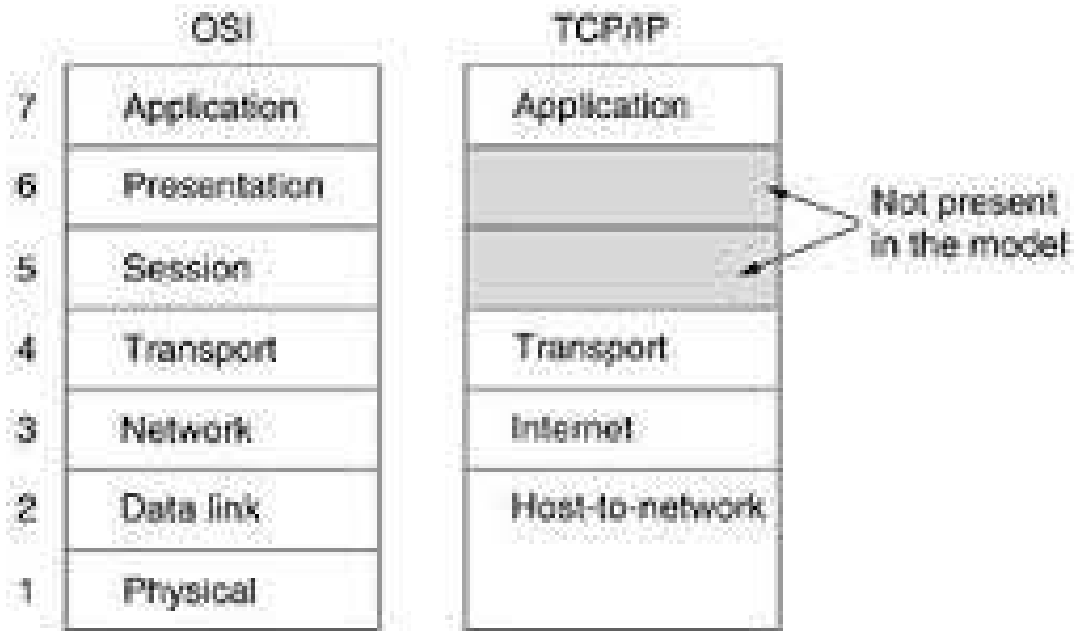 OSI
TCP/IP
7 Application Application
6 Presentation
Not present
in the model
5 Session
4 Transport Transport
3 Network Internet
2 Data link Host-to-network
1 Physical